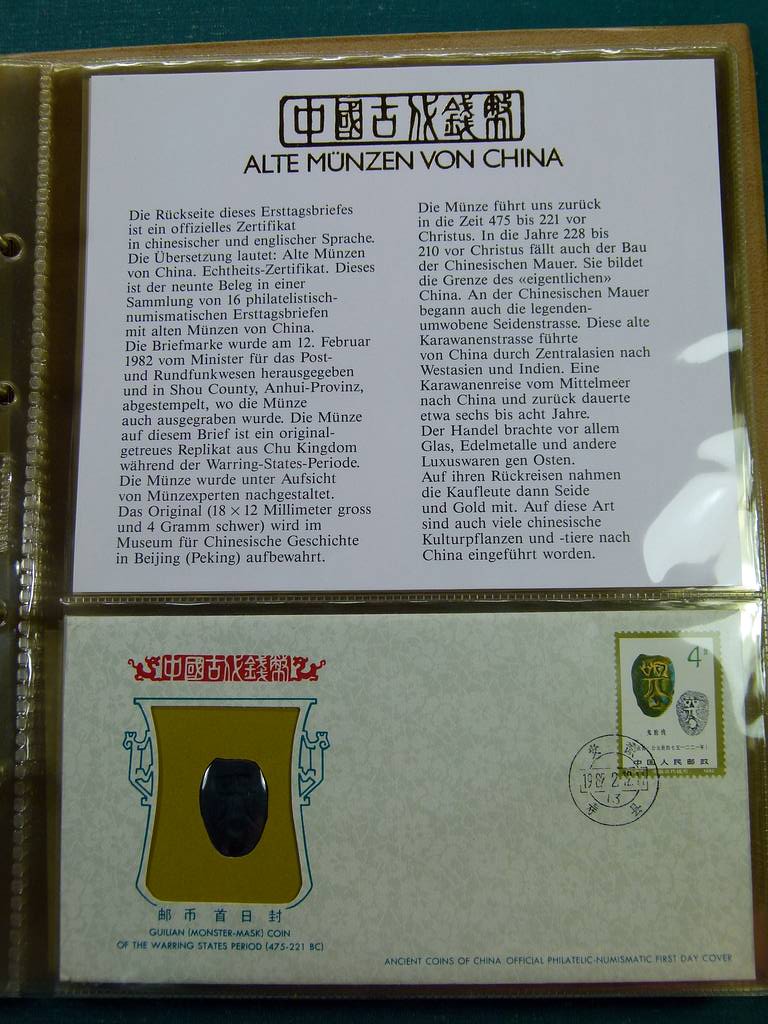 中國古代錢幣
ALTE MÜNZEN VON CHINA
Die Rückseite dieses Ersttagsbriefes
ist ein offizielles Zertifikat
in chinesischer und englischer Sprache.
Die Übersetzung lautet: Alte Münzen
von China. Echtheits-Zertifikat. Dieses
ist der neunte Beleg in einer
Sammlung von 16 philatelistisch-
numismatischen Ersttagsbriefen
mit alten Münzen von China.
Die Briefmarke wurde am 12. Februar
1982 vom Minister für das Post-
und Rundfunkwesen herausgegeben
und in Shou County, Anhui-Provinz,
abgestempelt, wo die Münze
auch ausgegraben wurde. Die Münze
auf diesem Brief ist ein original-
getreues Replikat aus Chu Kingdom
während der Warring-States-Periode.
Die Münze wurde unter Aufsicht
von Münzexperten nachgestaltet.
Das Original (18 × 12 Millimeter gross
und 4 Gramm schwer) wird im
Museum für Chinesische Geschichte
in Beijing (Peking) aufbewahrt.
Die Münze führt uns zurück
in die Zeit 475 bis 221 vor
Christus. In die Jahre 228 bis
210 vor Christus fällt auch der Bau
der Chinesischen Mauer. Sie bildet
die Grenze des «eigentlichen»
China. An der Chinesischen Mauer
begann auch die legenden-
umwobene Seidenstrasse. Diese alte
Karawanenstrasse führte
von China durch Zentralasien nach
Westasien und Indien. Eine
Karawanenreise vom Mittelmeer
nach China und zurück dauerte
etwa sechs bis acht Jahre.
Der Handel brachte vor allem
Glas, Edelmetalle und andere
Luxuswaren gen Osten.
Auf ihren Rückreisen nahmen
die Kaufleute dann Seide
und Gold mit. Auf diese Art
sind auch viele chinesische
Kulturpflanzen und -tiere nach
China eingeführt worden.
中國古代錢幣
4
鬼脸钱
中国人民邮政
邮币首日封
GUILIAN (MONSTER-MASK) COIN
OF THE WARRING STATES PERIOD (475-221 BC)
ANCIENT COINS OF CHINA OFFICIAL PHILATELIC-NUMISMATIC FIRST DAY COVER